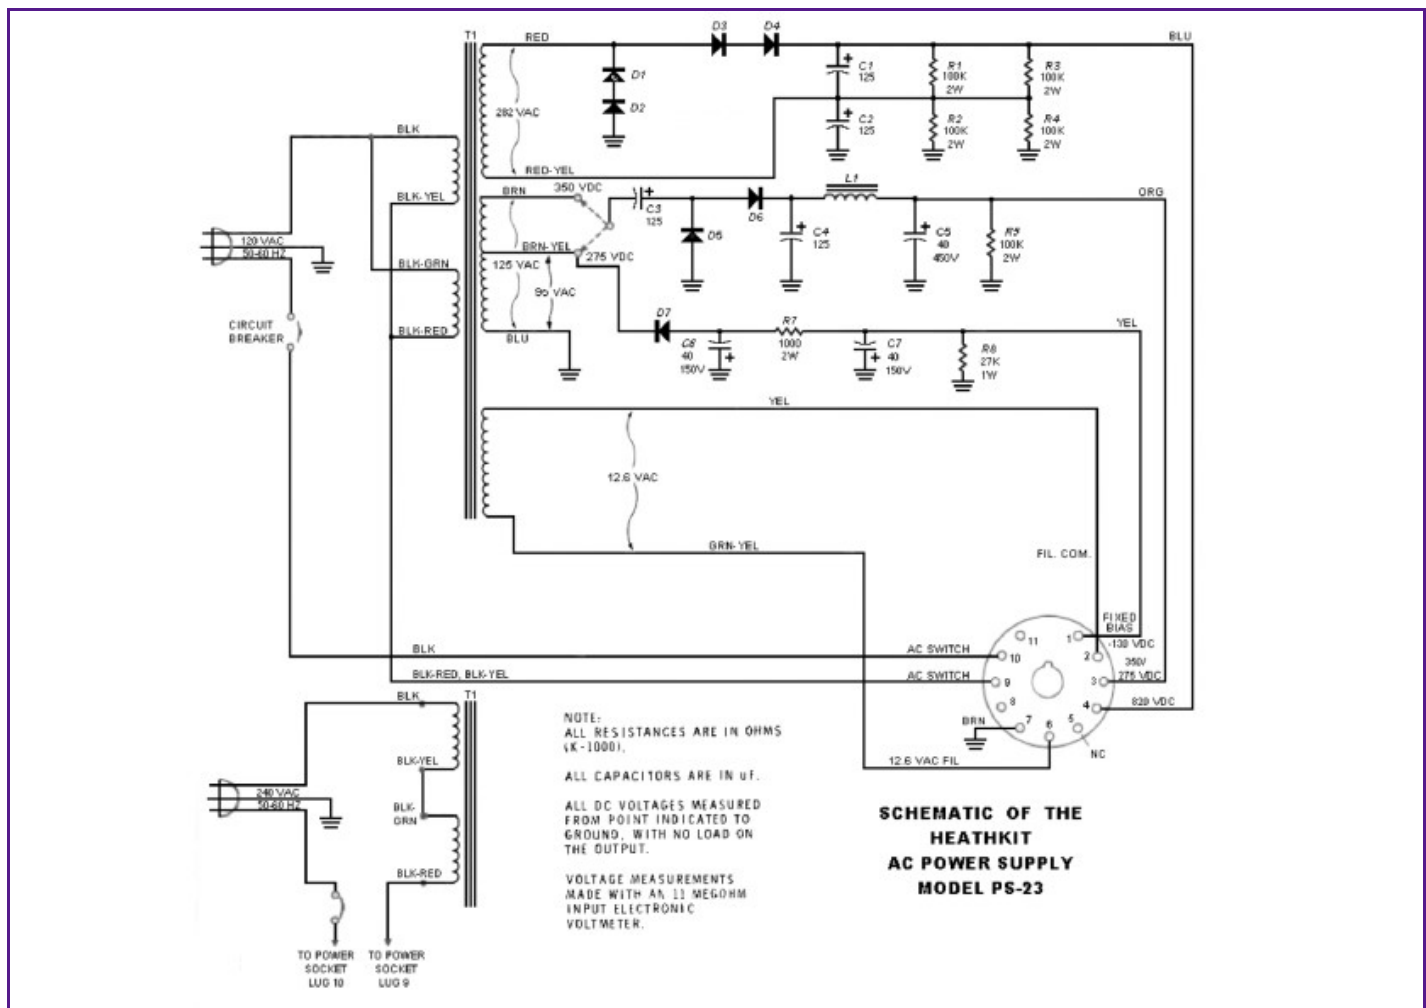 T1
RED
D3
D4
BLU
D1
D2
282 VAC
C1
125
R1
100K
2W
R3
100K
2W
C2
125
R2
100K
2W
R4
100K
2W
BLK
RED-YEL
BLK-YEL
BRN
350 VDC
C3
125
D6
L1
ORG
120 VAC
50-60 HZ
BRN-YEL
275 VDC
125 VAC
95 VAC
D5
C4
125
C5
40
450V
R5
100K
2W
BLK-GRN
CIRCUIT
BREAKER
BLK-RED
BLU
D7
C6
40
150V
R7
1000
2W
C7
40
150V
R8
27K
1W
YEL
YEL
12.6 VAC
GRN-YEL
FIL. COM.
FIXED
BIAS
-130 VDC
350/
275 VDC
820 VDC
BLK
AC SWITCH
BLK-RED, BLK-YEL
AC SWITCH
11
1
10
2
9
3
8
4
7
6
5
BRN
NC
12.6 VAC FIL
BLK
T1
BLK-YEL
240 VAC
50-60 HZ
BLK-
GRN
BLK-RED
TO POWER
SOCKET
LUG 10
TO POWER
SOCKET
LUG 9
NOTE:
ALL RESISTANCES ARE IN OHMS
(K-1000).
ALL CAPACITORS ARE IN uF.
ALL DC VOLTAGES MEASURED
FROM POINT INDICATED TO
GROUND, WITH NO LOAD ON
THE OUTPUT.
VOLTAGE MEASUREMENTS
MADE WITH AN 11 MEGOHM
INPUT ELECTRONIC
VOLTMETER.
SCHEMATIC OF THE
HEATHKIT
AC POWER SUPPLY
MODEL PS-23